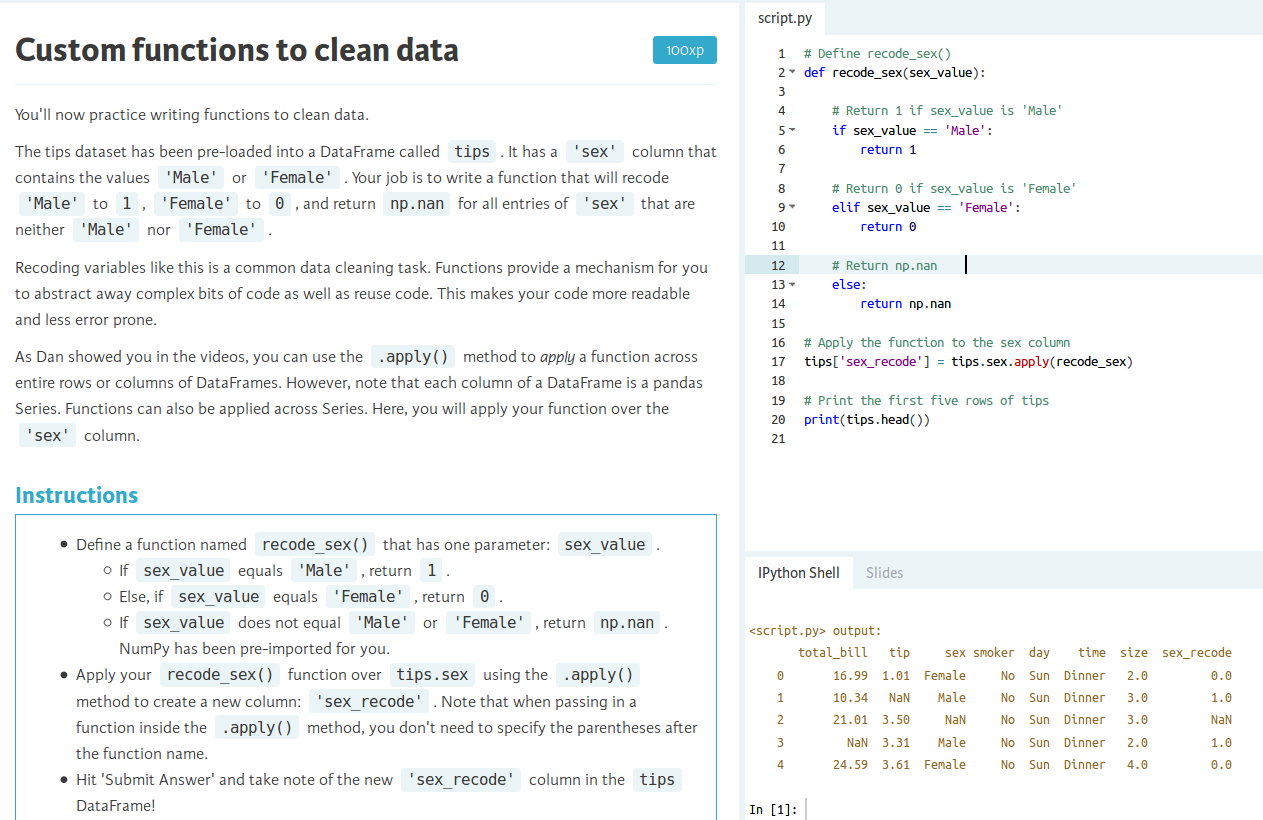 Custom functions to clean data
100xp
You'll now practice writing functions to clean data.
The tips dataset has been pre-loaded into a DataFrame called tips . It has a 'sex' column that
contains the values 'Male' or 'Female' . Your job is to write a function that will recode
'Male' to 1 , 'Female' to 0 , and return np.nan for all entries of 'sex' that are
neither 'Male' nor 'Female' .
Recoding variables like this is a common data cleaning task. Functions provide a mechanism for you
to abstract away complex bits of code as well as reuse code. This makes your code more readable
and less error prone.
As Dan showed you in the videos, you can use the .apply() method to apply a function across
entire rows or columns of DataFrames. However, note that each column of a DataFrame is a pandas
Series. Functions can also be applied across Series. Here, you will apply your function over the
'sex' column.
Instructions
• Define a function named recode_sex() that has one parameter: sex_value .
○ If sex_value equals 'Male' , return 1 .
○ Else, if sex_value equals 'Female' , return 0 .
○ If sex_value does not equal 'Male' or 'Female' , return np.nan .
NumPy has been pre-imported for you.
• Apply your recode_sex() function over tips.sex using the .apply()
method to create a new column: 'sex_recode' . Note that when passing in a
function inside the .apply() method, you don't need to specify the parentheses after
the function name.
• Hit 'Submit Answer' and take note of the new 'sex_recode' column in the tips
DataFrame!
script.py
1 # Define recode_sex()
2 def recode_sex(sex_value):
3
4     # Return 1 if sex_value is 'Male'
5     if sex_value == 'Male':
6         return 1
7
8     # Return 0 if sex_value is 'Female'
9     elif sex_value == 'Female':
10         return 0
11
12     # Return np.nan
13     else:
14         return np.nan
15
16 # Apply the function to the sex column
17 tips['sex_recode'] = tips.sex.apply(recode_sex)
18
19 # Print the first five rows of tips
20 print(tips.head())
21
IPython Shell Slides
<script.py> output:
total_bill tip sex smoker day time size sex_recode
0 16.99 1.01 Female No Sun Dinner 2.0 0.0
1 10.34 NaN Male No Sun Dinner 3.0 1.0
2 21.01 3.50 NaN No Sun Dinner 3.0 NaN
3 NaN 3.31 Male No Sun Dinner 2.0 1.0
4 24.59 3.61 Female No Sun Dinner 4.0 0.0
In [1]: